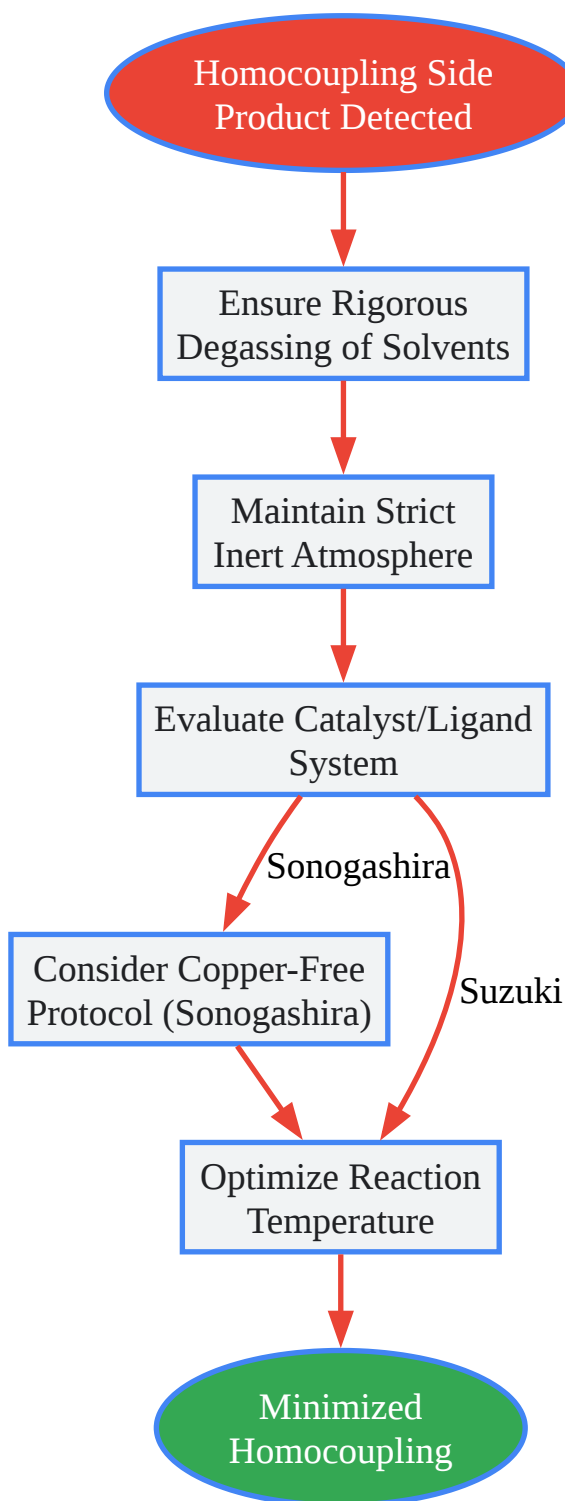 Homocoupling Side
Product Detected
Ensure Rigorous
Degassing of Solvents
Maintain Strict
Inert Atmosphere
Evaluate Catalyst/Ligand
System
Sonogashira
Consider Copper-Free
Protocol (Sonogashira)
Suzuki
Optimize Reaction
Temperature
Minimized
Homocoupling